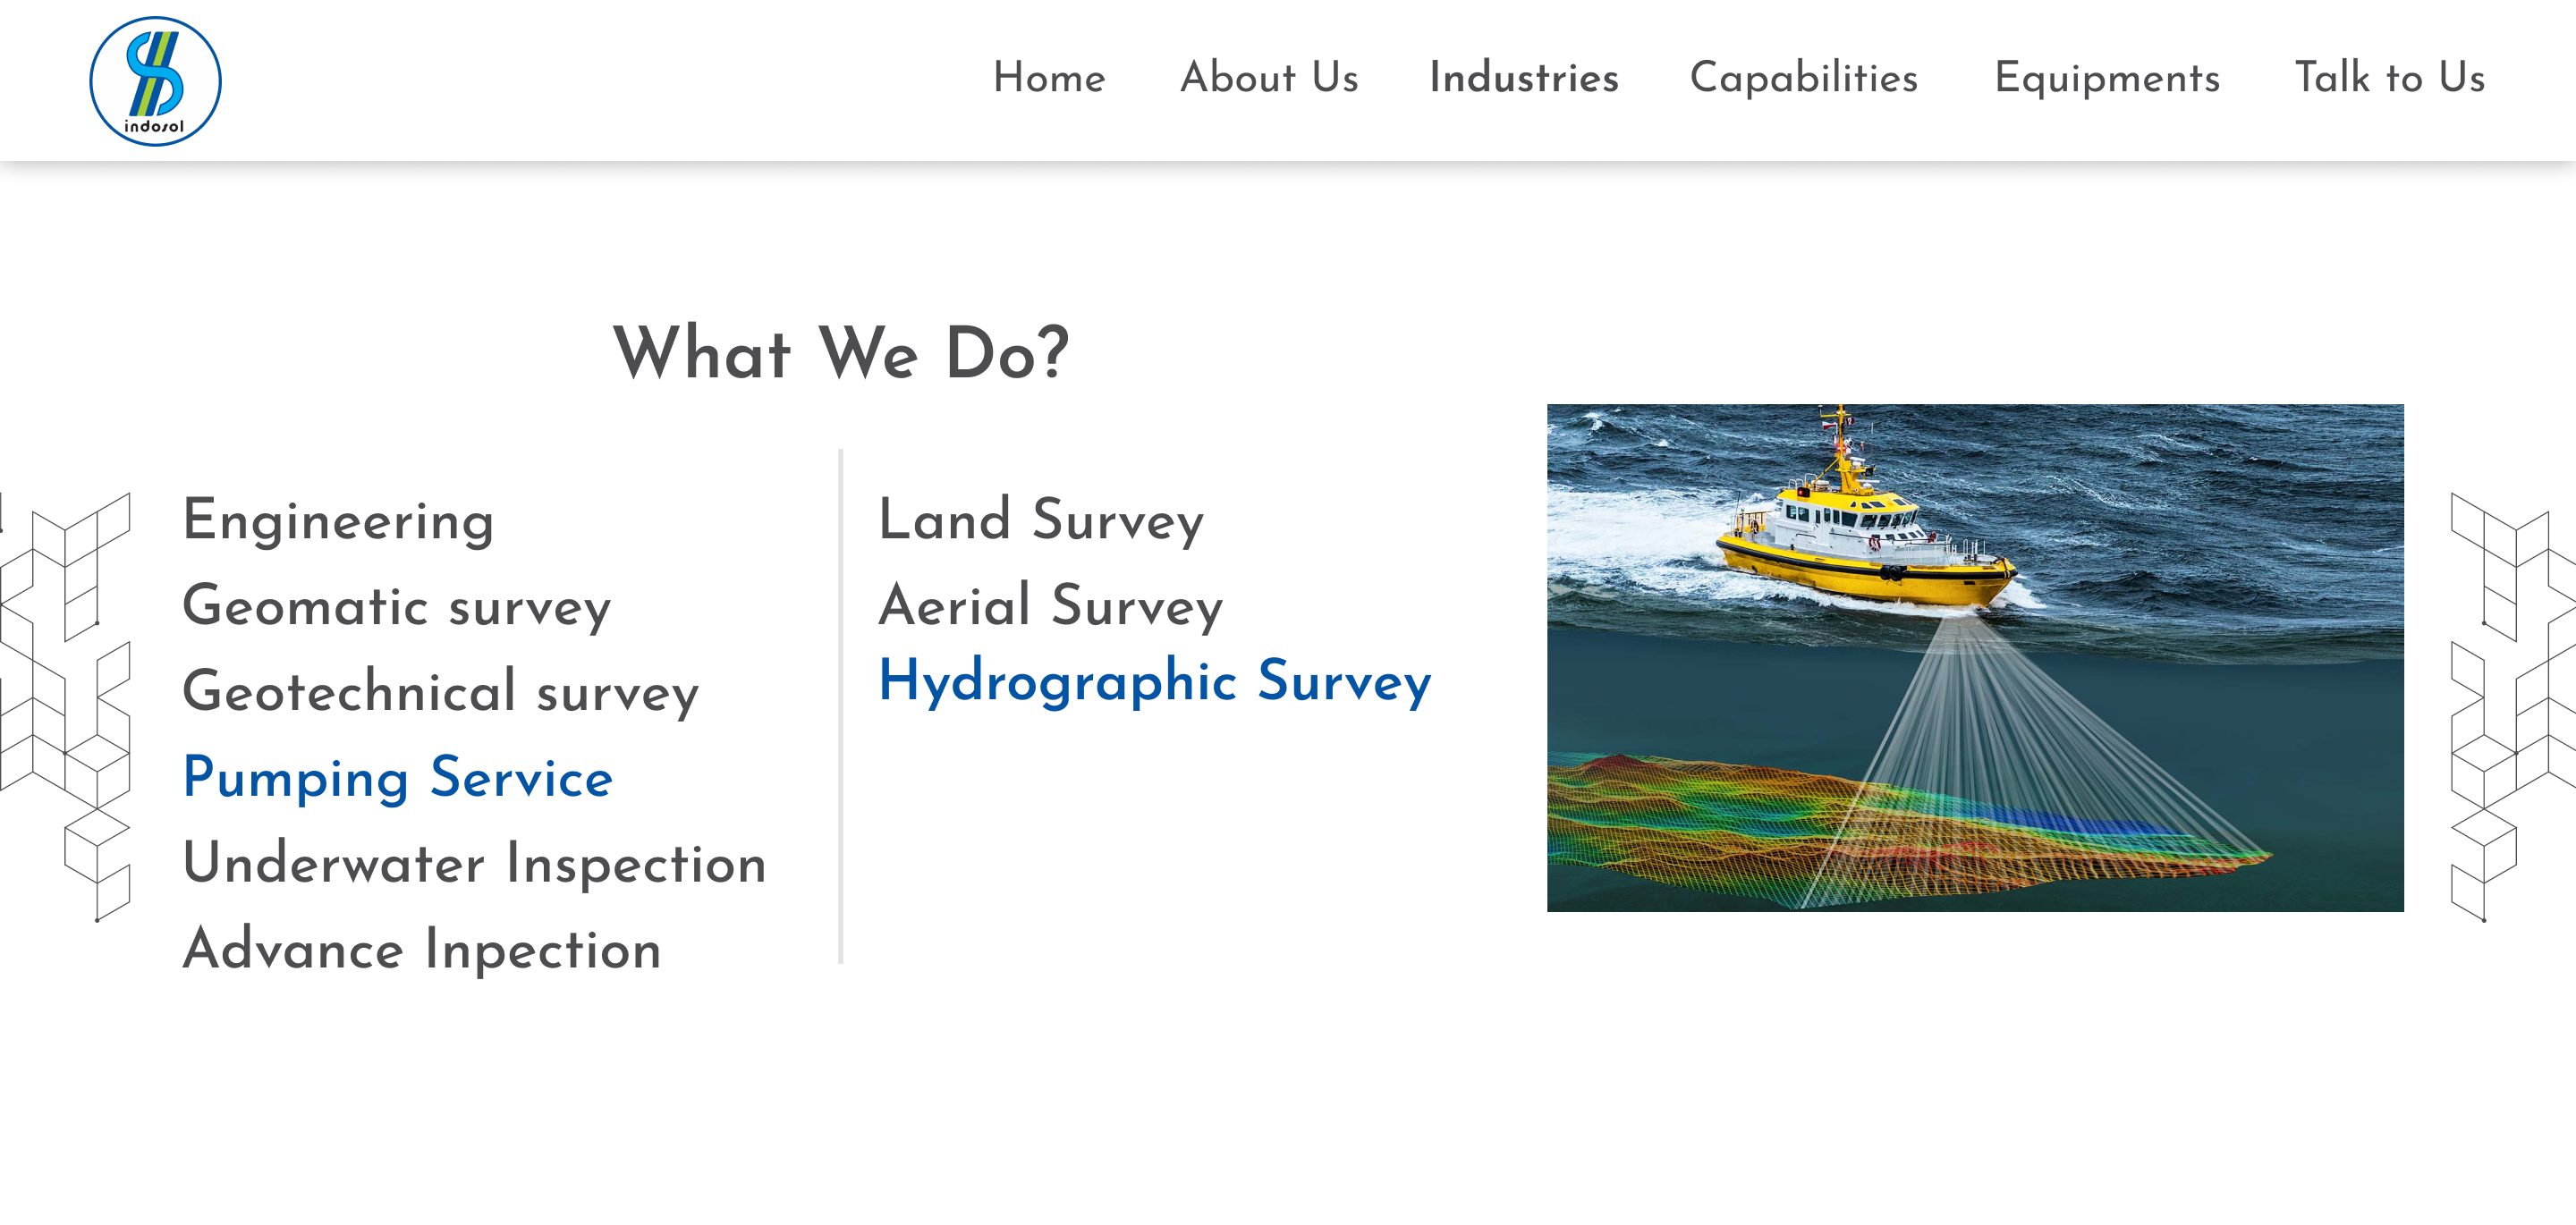 indosol
Home About Us Industries Capabilities Equipments Talk to Us
What We Do?
Engineering
Geomatic survey
Geotechnical survey
Pumping Service
Underwater Inspection
Advance Inpection
Land Survey
Aerial Survey
Hydrographic Survey